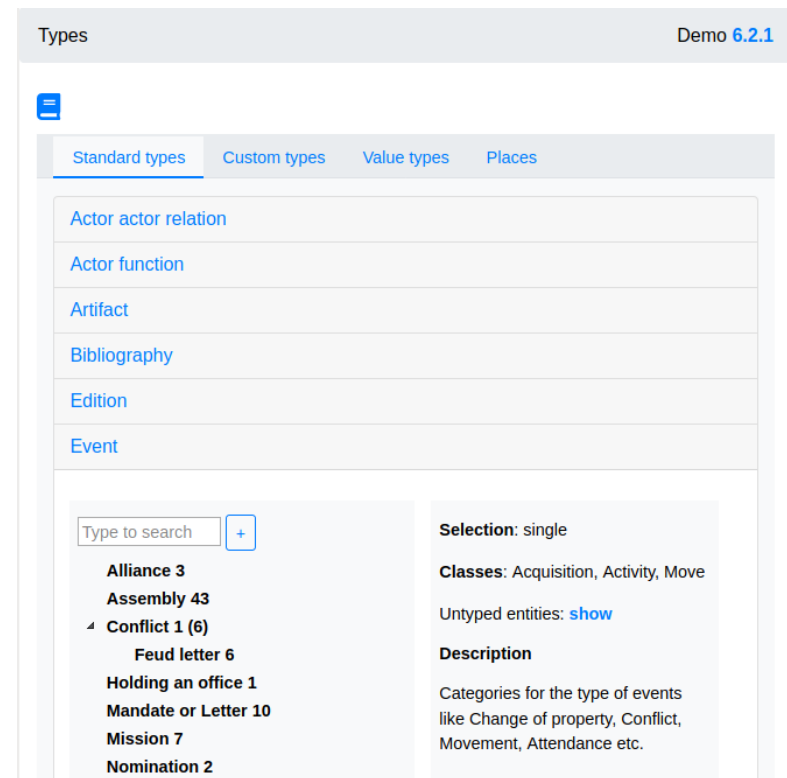 Types
Demo 6.2.1
Standard types
Custom types
Value types
Places
Actor actor relation
Actor function
Artifact
Bibliography
Edition
Event
Type to search
+
Alliance 3
Assembly 43
Conflict 1 (6)
Feud letter 6
Holding an office 1
Mandate or Letter 10
Mission 7
Nomination 2
Selection: single
Classes: Acquisition, Activity, Move
Untyped entities: show
Description
Categories for the type of events
like Change of property, Conflict,
Movement, Attendance etc.